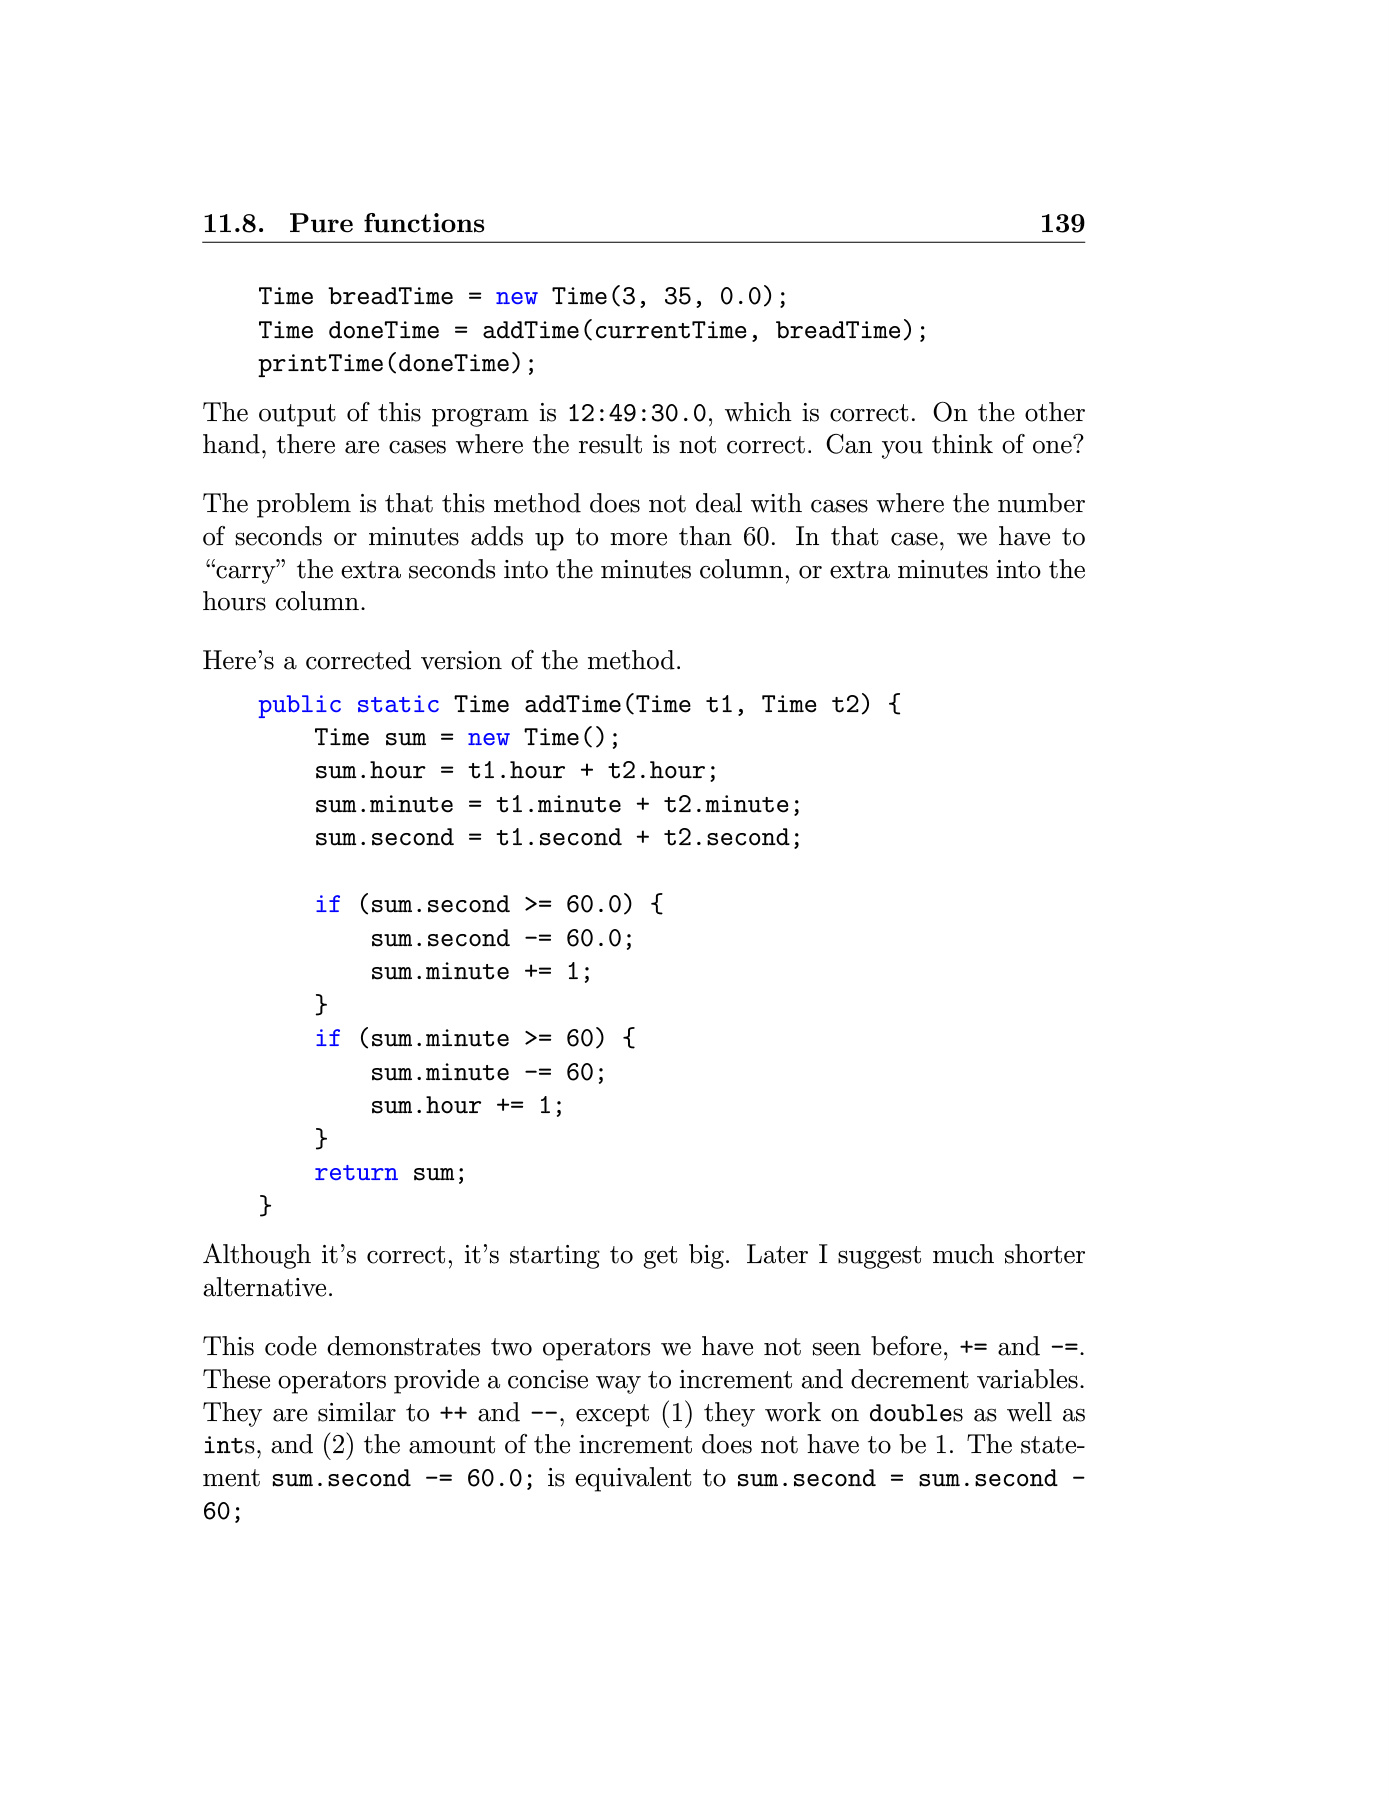 11.8. Pure functions 139
Time breadTime = new Time(3, 35, 0.0);
Time doneTime = addTime(currentTime, breadTime);
printTime(doneTime);
The output of this program is 12:49:30.0, which is correct. On the other
hand, there are cases where the result is not correct. Can you think of one?
The problem is that this method does not deal with cases where the number
of seconds or minutes adds up to more than 60. In that case, we have to
“carry” the extra seconds into the minutes column, or extra minutes into the
hours column.
Here’s a corrected version of the method.
public static Time addTime(Time t1, Time t2) {
Time sum = new Time();
sum.hour = t1.hour + t2.hour;
sum.minute = t1.minute + t2.minute;
sum.second = t1.second + t2.second;
if (sum.second >= 60.0) {
sum.second -= 60.0;
sum.minute += 1;
}
if (sum.minute >= 60) {
sum.minute -= 60;
sum.hour += 1;
}
return sum;
}
Although it’s correct, it’s starting to get big. Later I suggest much shorter
alternative.
This code demonstrates two operators we have not seen before, += and -=.
These operators provide a concise way to increment and decrement variables.
They are similar to ++ and --, except (1) they work on doubles as well as
ints, and (2) the amount of the increment does not have to be 1. The state-
ment sum.second -= 60.0; is equivalent to sum.second = sum.second -
60;